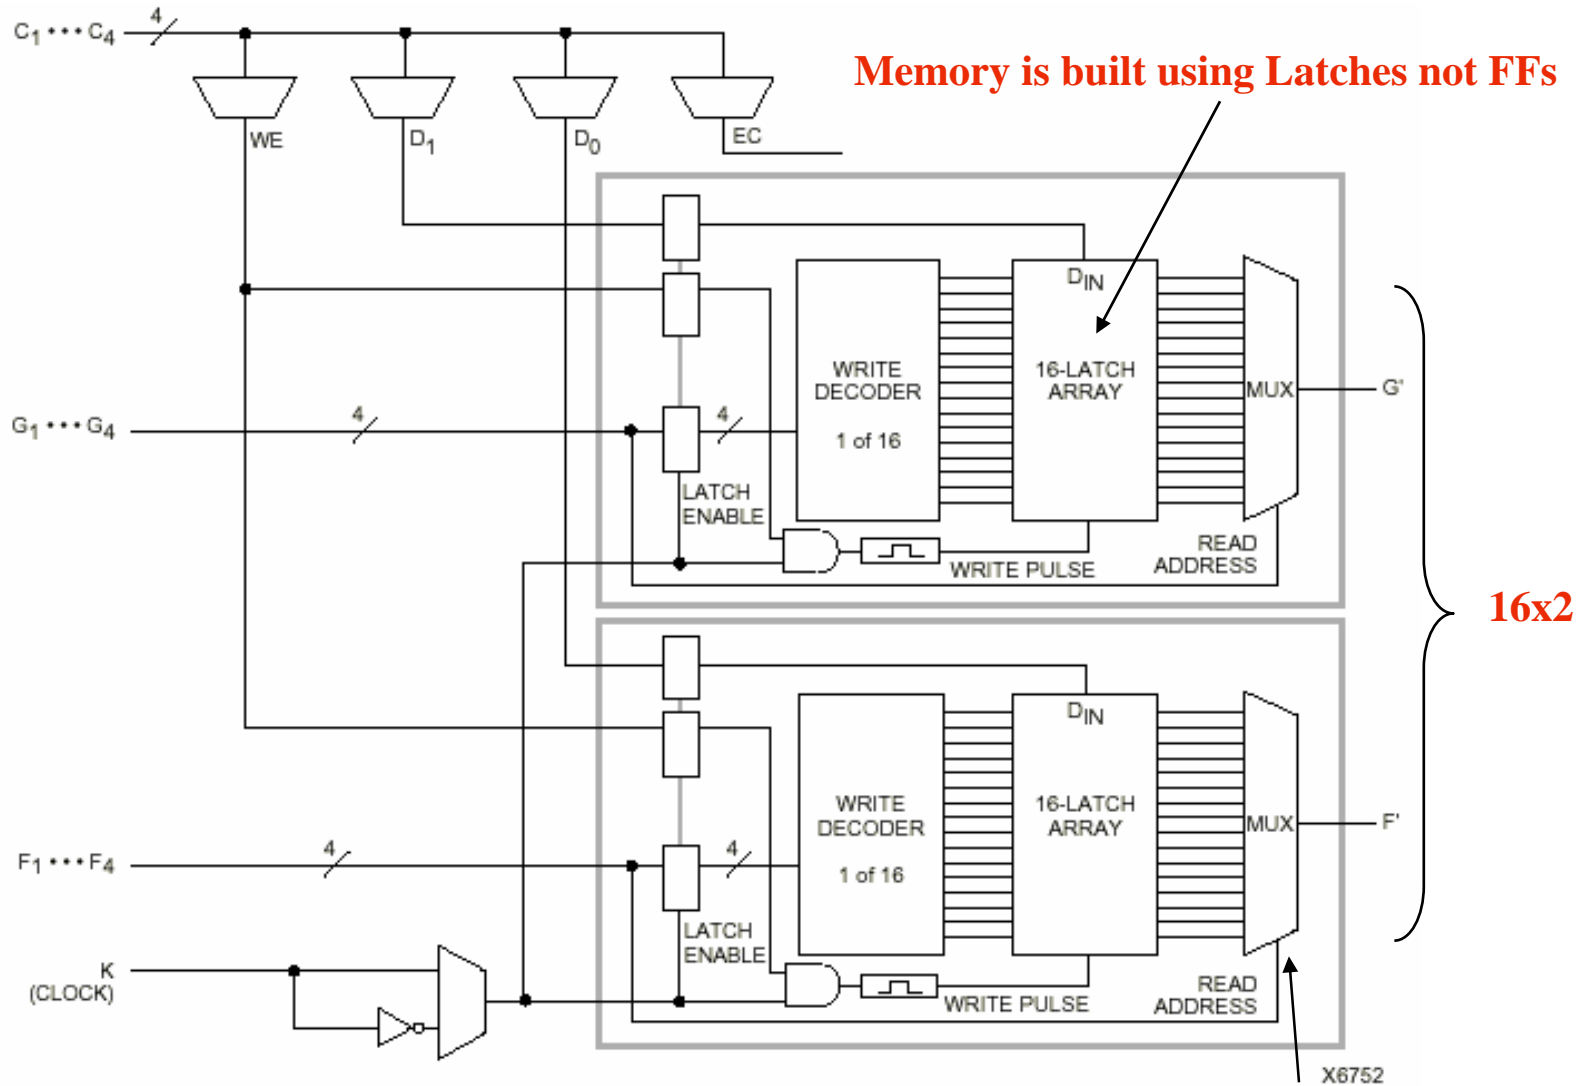 C1 ••• C4
4
Memory is built using Latches not FFs
WE
D1
D0
EC
DIN
WRITE
DECODER
1 of 16
16-LATCH
ARRAY
MUX
G'
G1 ••• G4
4
4
LATCH
ENABLE
WRITE PULSE
READ
ADDRESS
16x2
DIN
WRITE
DECODER
1 of 16
16-LATCH
ARRAY
MUX
F'
F1 ••• F4
4
4
LATCH
ENABLE
WRITE PULSE
READ
ADDRESS
K
(CLOCK)
X6752